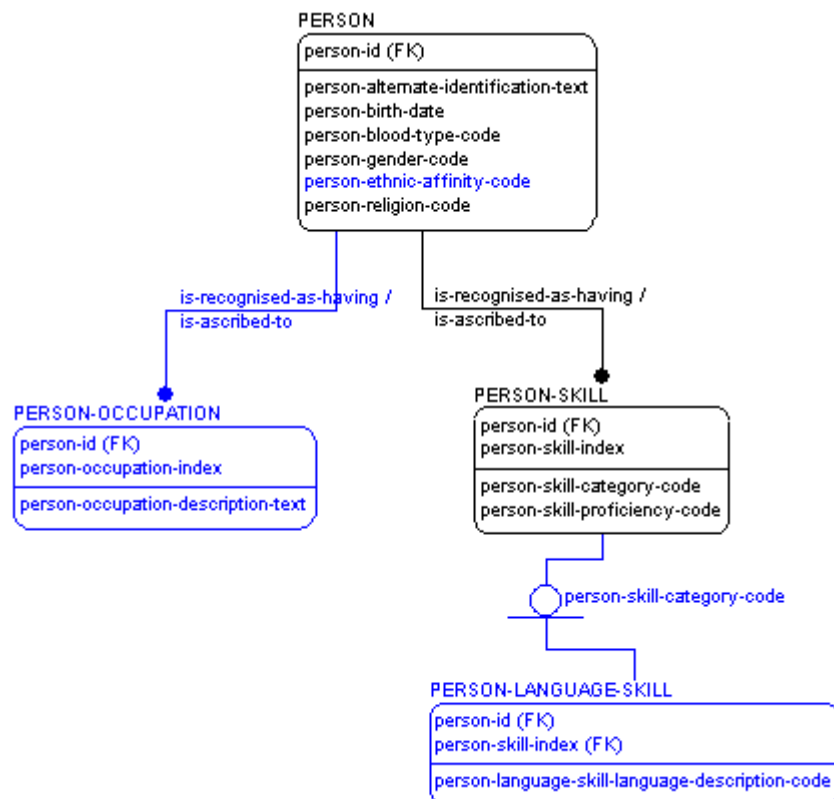 PERSON
person-id (FK)
person-alternate-identification-text
person-birth-date
person-blood-type-code
person-gender-code
person-ethnic-affinity-code
person-religion-code
is-recognised-as-having /
is-ascribed-to
is-recognised-as-having /
is-ascribed-to
PERSON-OCCUPATION
person-id (FK)
person-occupation-index
person-occupation-description-text
PERSON-SKILL
person-id (FK)
person-skill-index
person-skill-category-code
person-skill-proficiency-code
person-skill-category-code
PERSON-LANGUAGE-SKILL
person-id (FK)
person-skill-index (FK)
person-language-skill-language-description-code